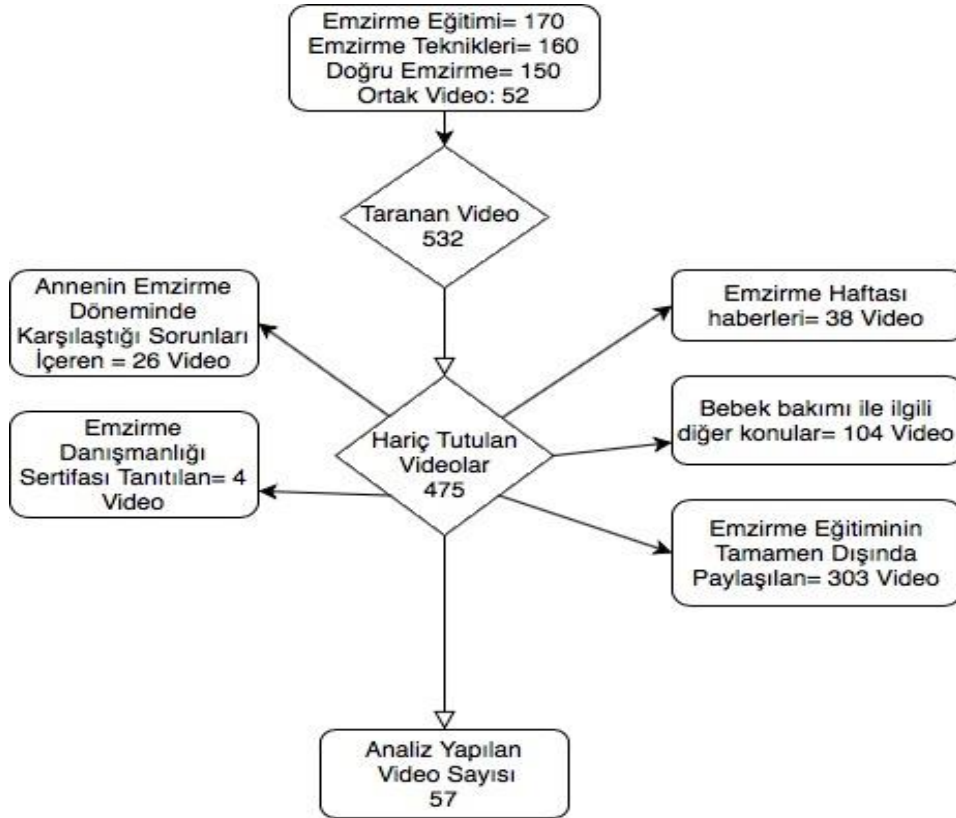 Emzirme Eğitimi= 170
Emzirme Teknikleri= 160
Doğru Emzirme= 150
Ortak Video: 52
Taranan Video
532
Annenin Emzirme
Döneminde
Karşılaştığı Sorunları
İçeren = 26 Video
Emzirme Haftası
haberleri= 38 Video
Emzirme
Danışmanlığı
Sertifası Tanıtılan= 4
Video
Hariç Tutulan
Videolar
475
Bebek bakımı ile ilgili
diğer konular= 104 Video
Emzirme Eğitiminin
Tamamen Dışında
Paylaşılan= 303 Video
Analiz Yapılan
Video Sayısı
57